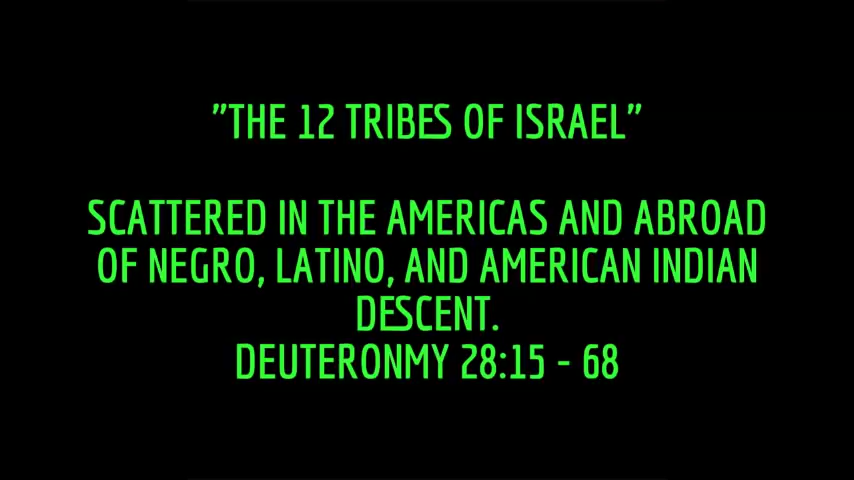 "THE 12 TRIBES OF ISRAEL"
SCATTERED IN THE AMERICAS AND ABROAD
OF NEGRO, LATINO, AND AMERICAN INDIAN
DESCENT.
DEUTERONMY 28:15 - 68